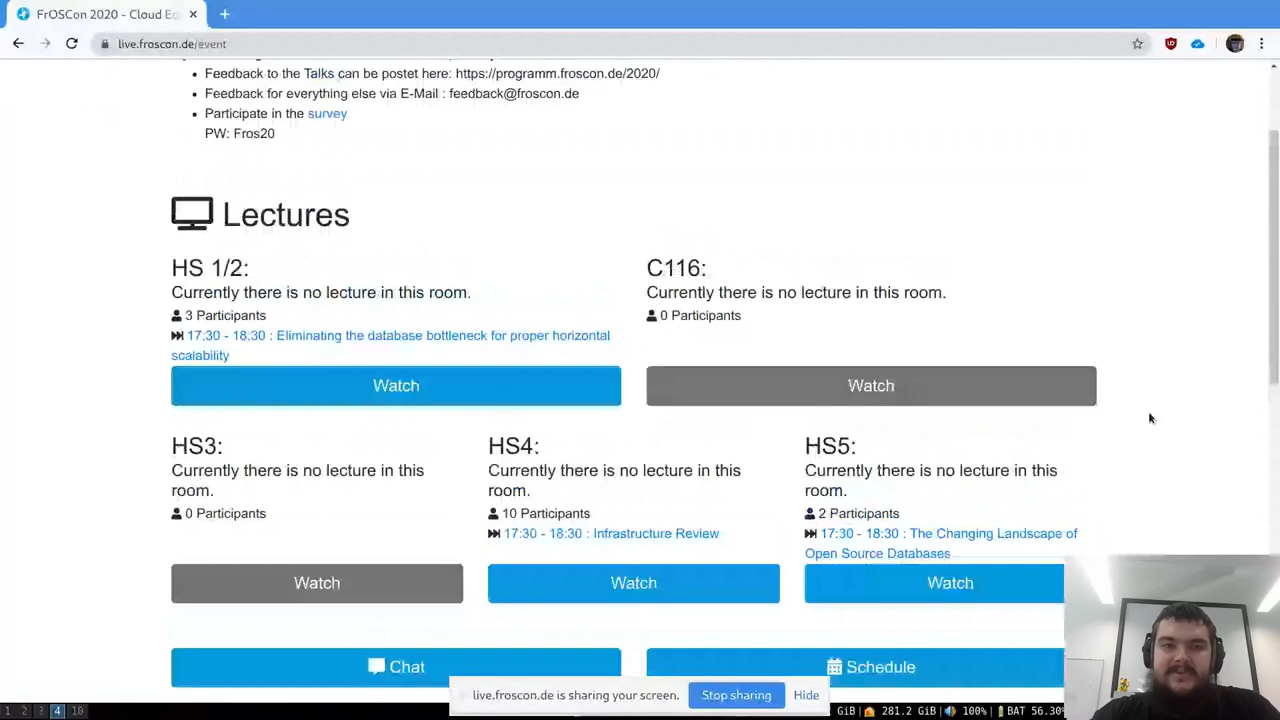 FrOSCon 2020 - Cloud Ed
live.froscon.de/event
Feedback to the Talks can be postet here: https://programm.froscon.de/2020/
Feedback for everything else via E-Mail : feedback@froscon.de
Participate in the survey
PW: Fros20
Lectures
HS 1/2:
Currently there is no lecture in this room.
3 Participants
17:30 - 18:30 : Eliminating the database bottleneck for proper horizontal
scalability
Watch
C116:
Currently there is no lecture in this room.
0 Participants
Watch
HS3:
Currently there is no lecture in this
room.
0 Participants
Watch
HS4:
Currently there is no lecture in this
room.
10 Participants
17:30 - 18:30 : Infrastructure Review
Watch
HS5:
Currently there is no lecture in this
room.
2 Participants
17:30 - 18:30 : The Changing Landscape of
Open Source Databases
Watch
Chat
Schedule
live.froscon.de is sharing your screen. Stop sharing Hide
1 2 3 4 10
GiB| 281.2 GiB| 100%| BAT 56.30%